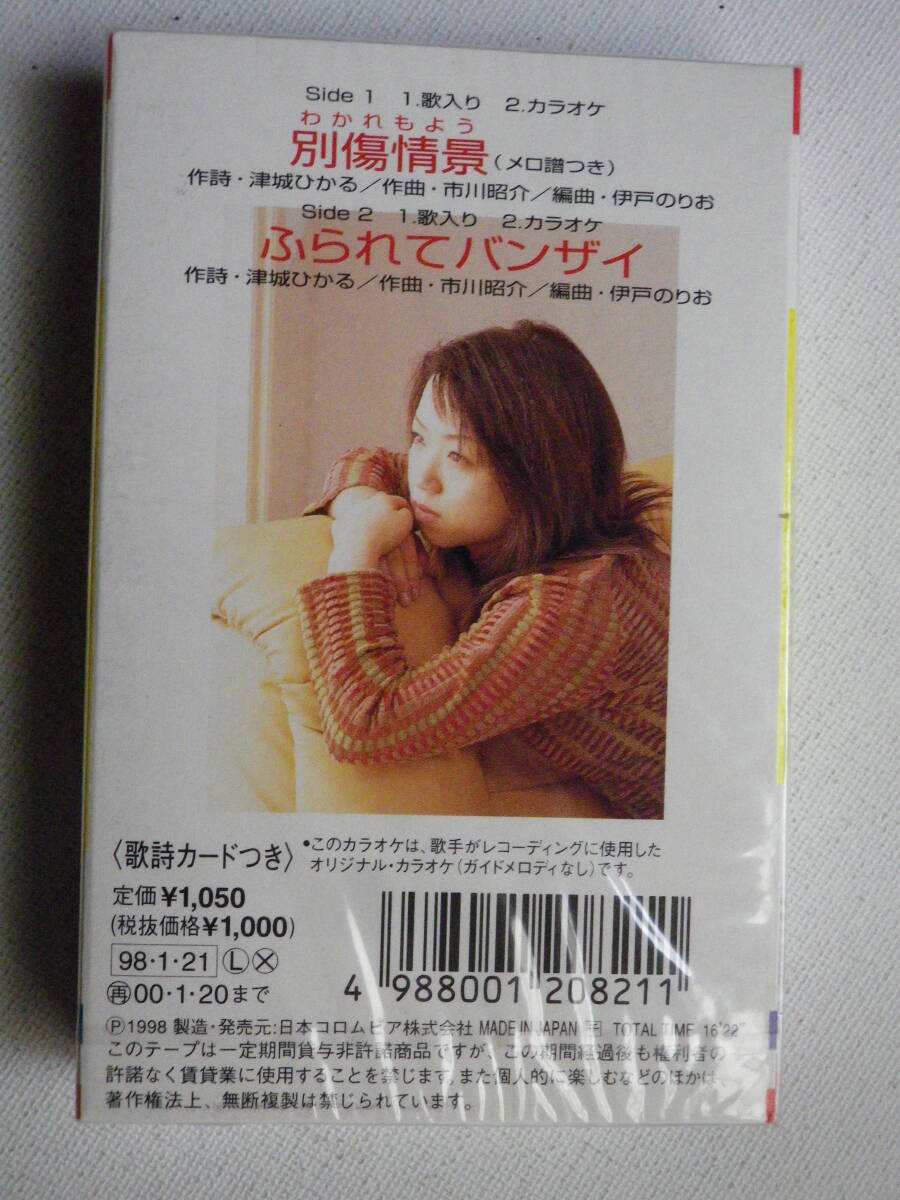 Side 1 1.歌入り 2.カラオケ
わかれもよう
別傷情景(メロ譜つき)
作詩・津城ひかる/作曲・市川昭介/編曲・伊戸のりお
Side 2 1.歌入り 2.カラオケ
ふられてバンザイ
作詩・津城ひかる/作曲・市川昭介/編曲・伊戸のりお
〈歌詩カードつき〉
•このカラオケは、歌手がレコーディングに使用した
オリジナル・カラオケ(ガイドメロディなし)です。
定価¥1,050
(税抜価格¥1,000)
98・1・21 Ⓛ Ⓧ
再00・1・20まで
4 988001 208211
Ⓟ1998 製造・発売元:日本コロムビア株式会社 MADE IN JAPAN TOTAL TIME 16'22"
このテープは一定期間貸与非許諾商品ですが、この期間経過後も権利者の
許諾なく賃貸業に使用することを禁じます。また個人的に楽しむなどのほかは、
著作権法上、無断複製は禁じられています。